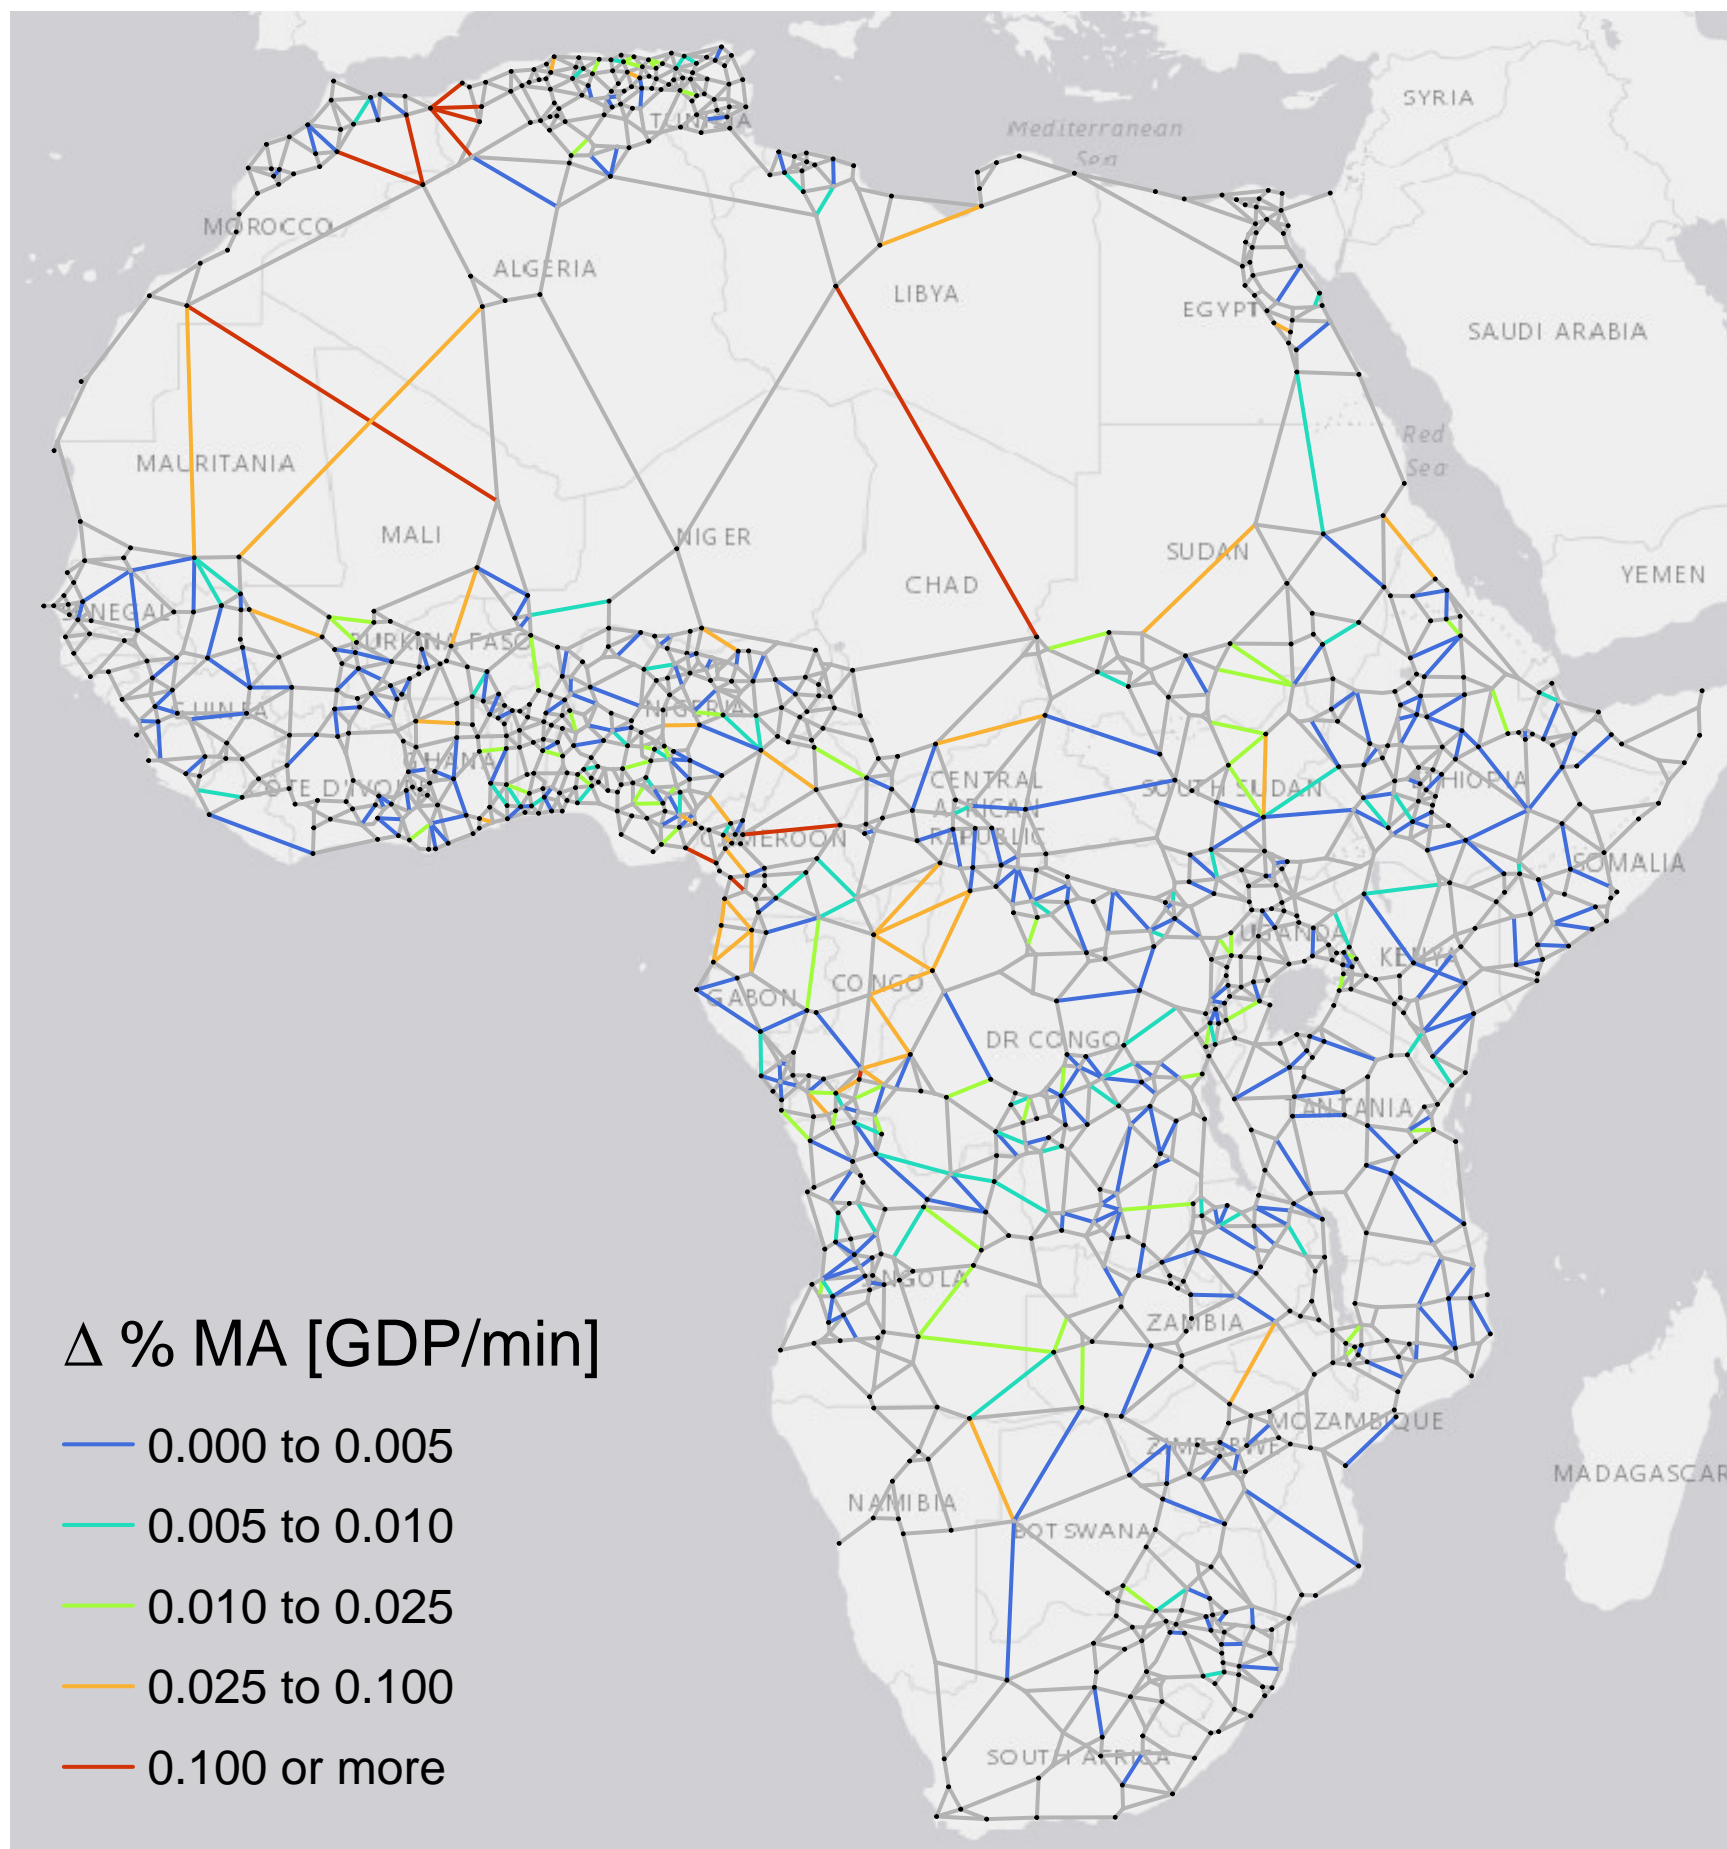 SYRIA
Mediterranean
Sea
TUNISIA
MOROCCO
ALGERIA
LIBYA
EGYPT
SAUDI ARABIA
Red
Sea
MAURITANIA
MALI
NIGER
SUDAN
CHAD
YEMEN
SENEGAL
BURKINA FASO
GUINEA
NIGERIA
GHANA
CÔTE D'IVOIRE
CENTRAL
AFRICAN
REPUBLIC
SOUTH SUDAN
ETHIOPIA
CAMEROON
SOMALIA
UGANDA
KENYA
GABON
CONGO
DR CONGO
TANZANIA
ANGOLA
ZAMBIA
Δ % MA [GDP/min]
MOZAMBIQUE
ZIMBABWE
0.000 to 0.005
MADAGASCAR
NAMIBIA
BOTSWANA
0.005 to 0.010
0.010 to 0.025
0.025 to 0.100
SOUTH AFRICA
0.100 or more